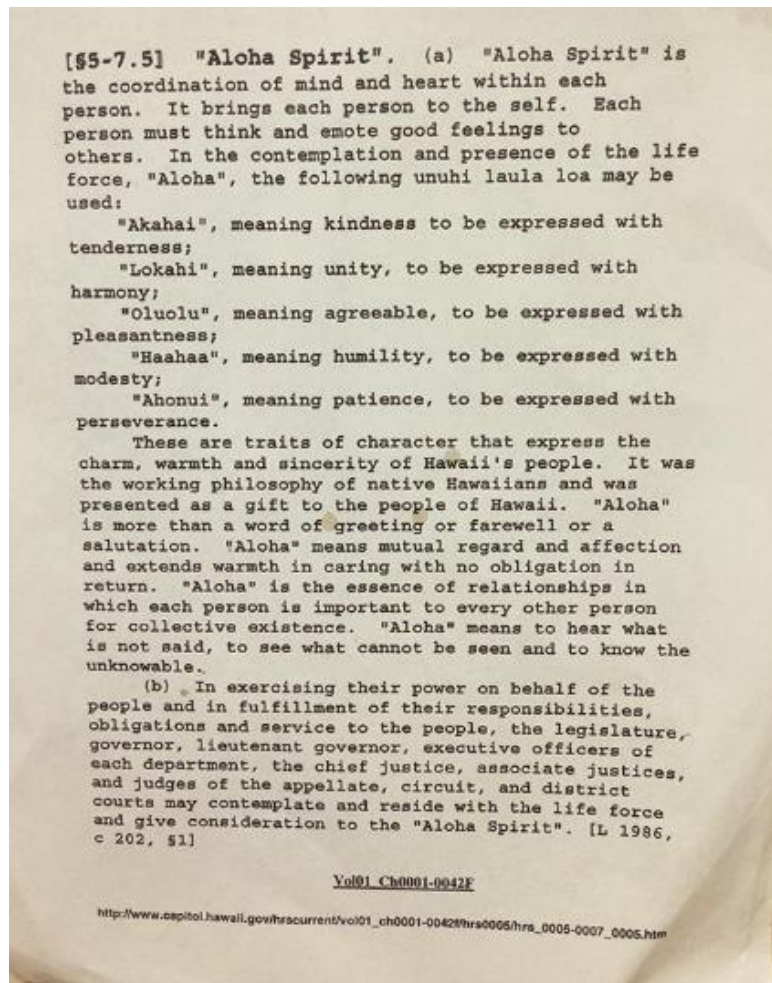 [§5-7.5] "Aloha Spirit". (a) "Aloha Spirit" is
the coordination of mind and heart within each
person. It brings each person to the self. Each
person must think and emote good feelings to
others. In the contemplation and presence of the life
force, "Aloha", the following unuhi laula loa may be
used:
"Akahai", meaning kindness to be expressed with
tenderness;
"Lokahi", meaning unity, to be expressed with
harmony;
"Oluolu", meaning agreeable, to be expressed with
pleasantness;
"Haahaa", meaning humility, to be expressed with
modesty;
"Ahonui", meaning patience, to be expressed with
perseverance.
These are traits of character that express the
charm, warmth and sincerity of Hawaii's people. It was
the working philosophy of native Hawaiians and was
presented as a gift to the people of Hawaii. "Aloha"
is more than a word of greeting or farewell or a
salutation. "Aloha" means mutual regard and affection
and extends warmth in caring with no obligation in
return. "Aloha" is the essence of relationships in
which each person is important to every other person
for collective existence. "Aloha" means to hear what
is not said, to see what cannot be seen and to know the
unknowable.
(b) In exercising their power on behalf of the
people and in fulfillment of their responsibilities,
obligations and service to the people, the legislature,
governor, lieutenant governor, executive officers of
each department, the chief justice, associate justices,
and judges of the appellate, circuit, and district
courts may contemplate and reside with the life force
and give consideration to the "Aloha Spirit". [L 1986,
c 202, §1]
Vol01_Ch0001-0042F
http://www.capitol.hawaii.gov/hrscurrent/vol01_ch0001-0042f/hrs0005/hrs_0005-0007_0005.htm